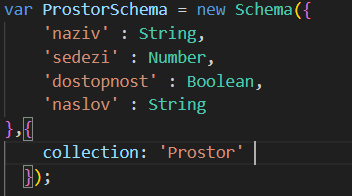 var ProstorSchema = new Schema({
'naziv' : String,
'sedezi' : Number,
'dostopnost' : Boolean,
'naslov' : String
},{
collection: 'Prostor'
});